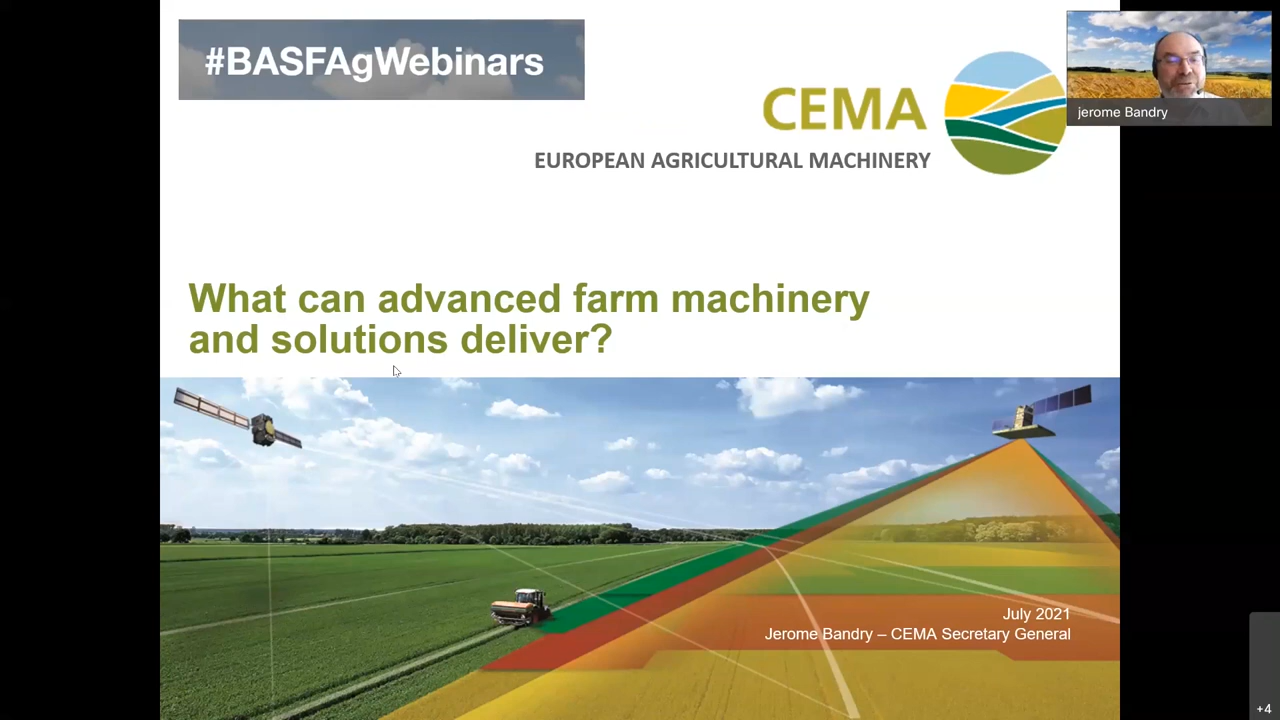 #BASFAgWebinars
CEMA
EUROPEAN AGRICULTURAL MACHINERY
jerome Bandry
What can advanced farm machinery
and solutions deliver?
July 2021
Jerome Bandry – CEMA Secretary General
+4